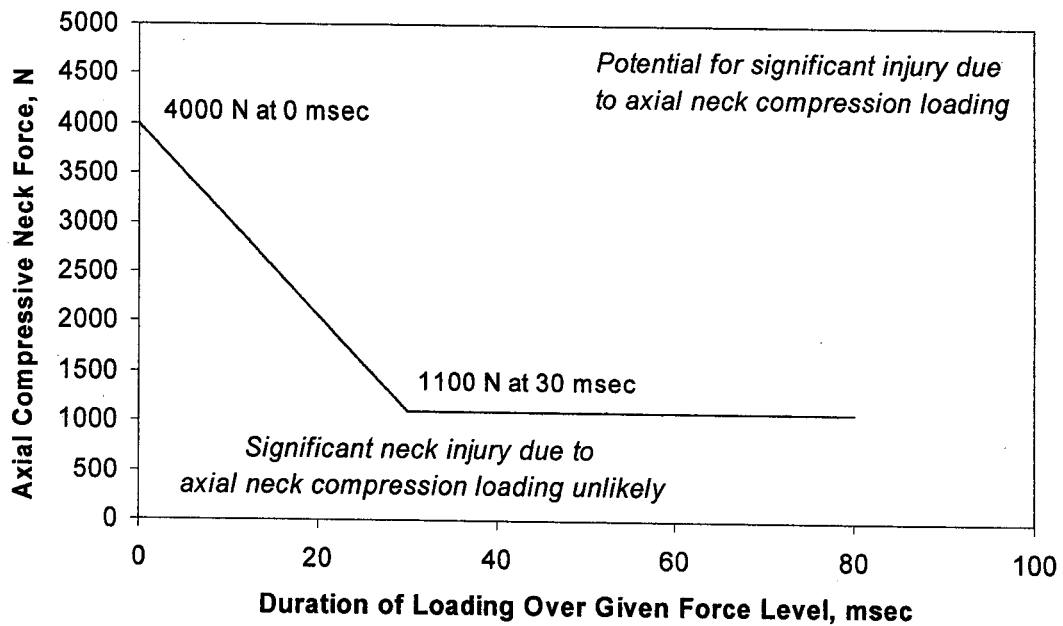 5000
4500
4000
3500
3000
2500
2000
1500
1000
500
0
Axial Compressive Neck Force, N
Potential for significant injury due
to axial neck compression loading
4000 N at 0 msec
1100 N at 30 msec
Significant neck injury due to
axial neck compression loading unlikely
0 20 40 60 80 100
Duration of Loading Over Given Force Level, msec